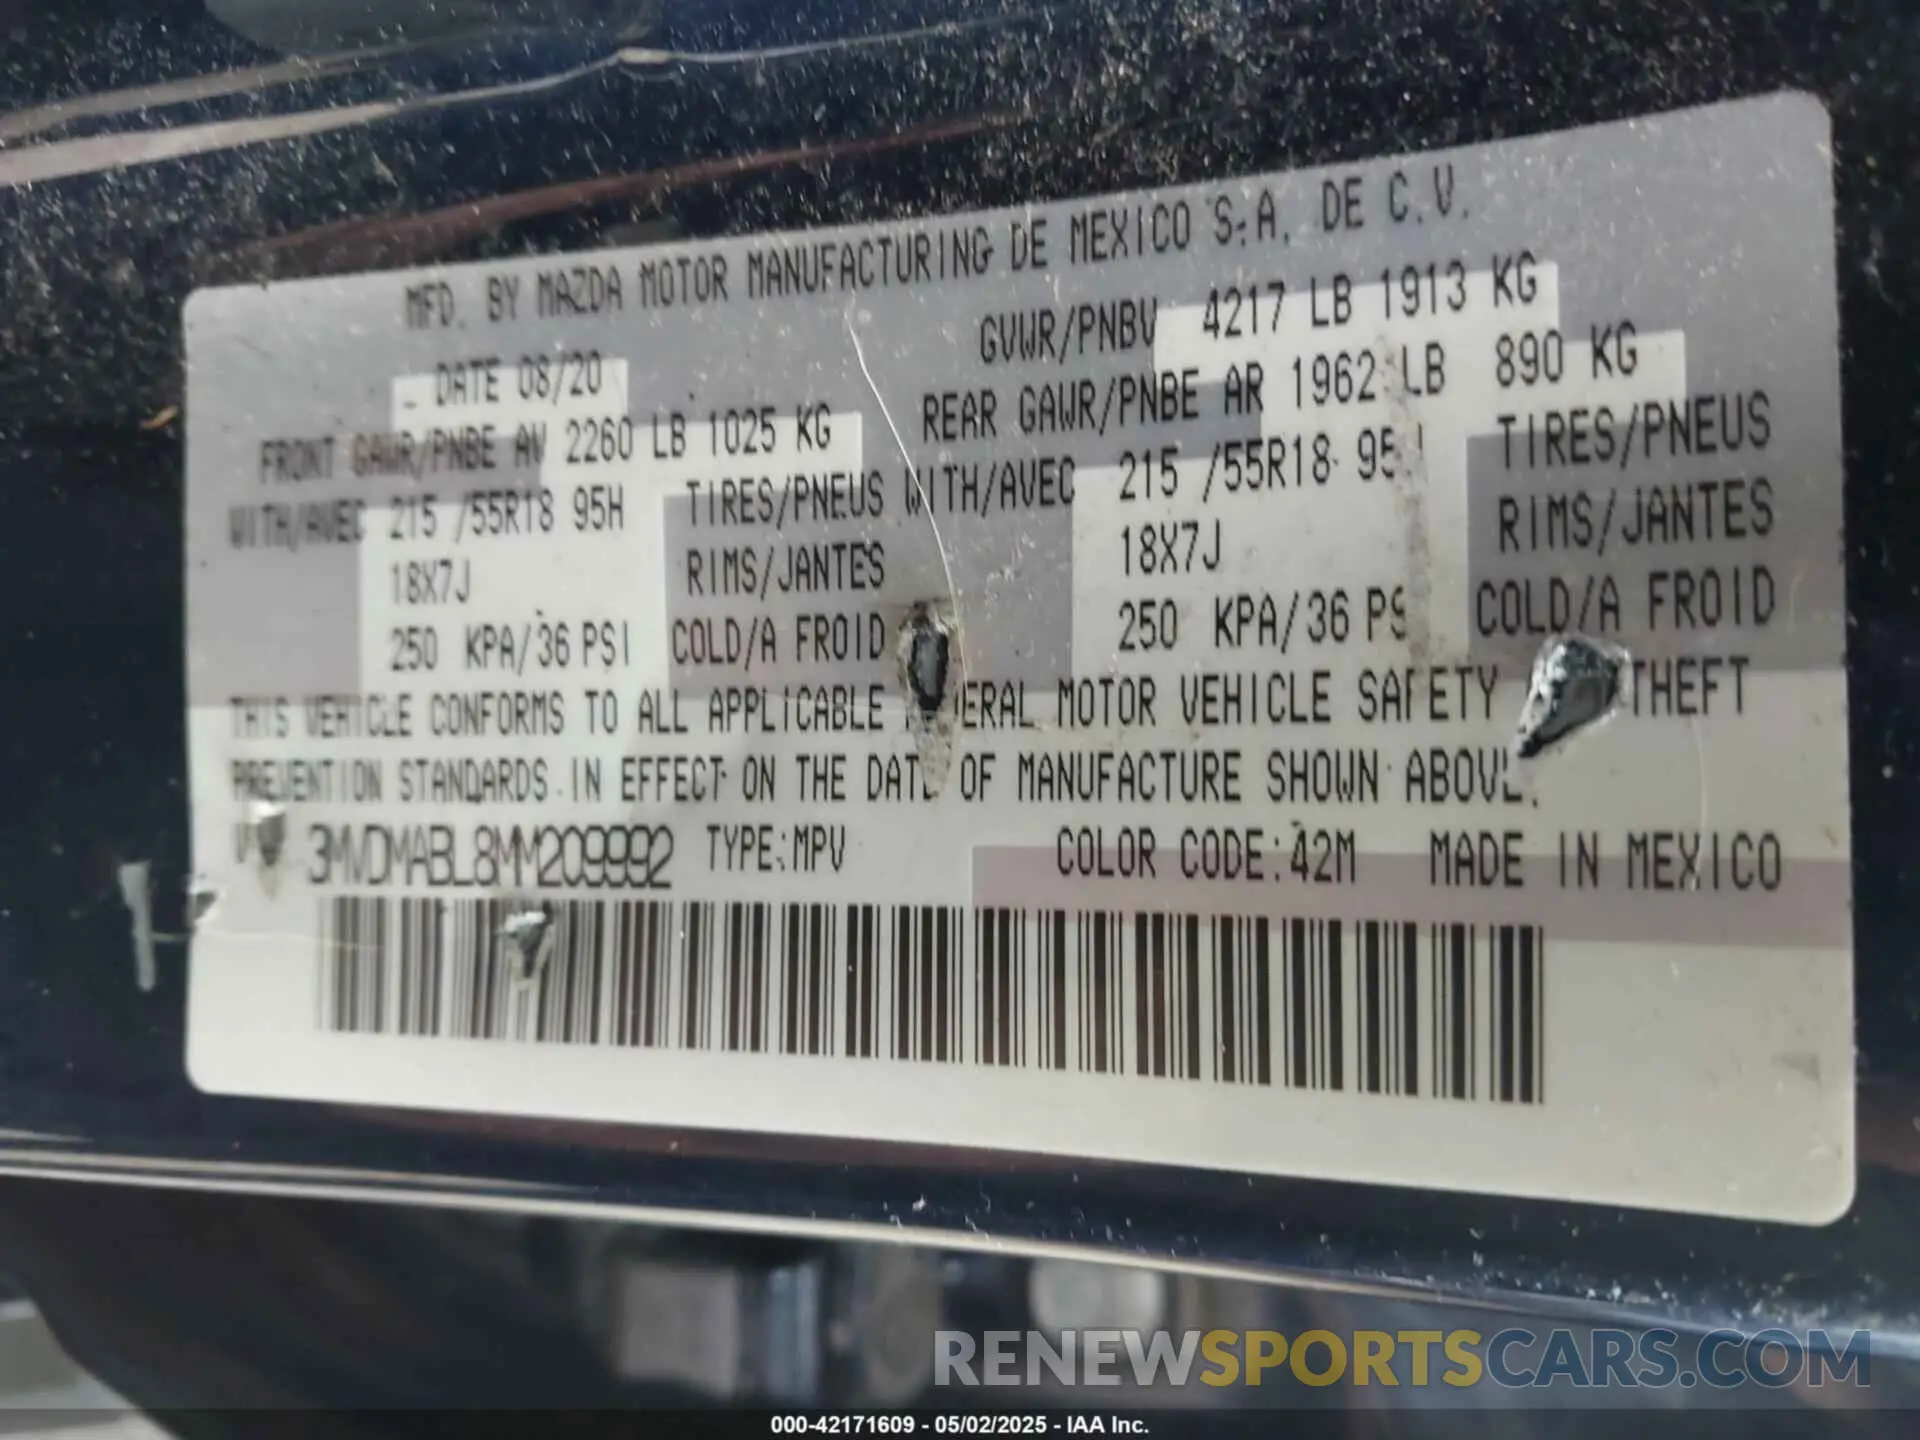 MFD. BY MAZDA MOTOR MANUFACTURING DE MEXICO S.A. DE C.V.
DATE 08/20 GVWR/PNBV 4217 LB 1913 KG
FRONT GAWR/PNBE AV 2260 LB 1025 KG REAR GAWR/PNBE AR 1962 LB 890 KG
WITH/AVEC 215 /55R18 95H TIRES/PNEUS WITH/AVEC 215 /55R18 TIRES/PNEUS
18X7J RIMS/JANTES 18X7J RIMS/JANTES
250 KPA/36 PSI COLD/A FROID 250 KPA/36 PS COLD/A FROID
THIS VEHICLE CONFORMS TO ALL APPLICABLE ERAL MOTOR VEHICLE SAFETY THEFT
PREVENTION STANDARDS IN EFFECT ON THE DATE OF MANUFACTURE SHOWN ABOVE.
3MVDMABL8MM209992 TYPE:MPV COLOR CODE:42M MADE IN MEXICO
RENEWSPORTSCARS.COM
000-42171609 - 05/02/2025 - IAA Inc.